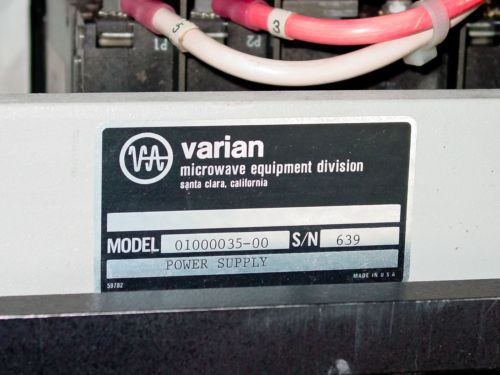 5
3
P1
P2
VA
varian
microwave equipment division
santa clara, california
MODEL 01000035-00 S/N 639
POWER SUPPLY
59782
MADE IN U S A